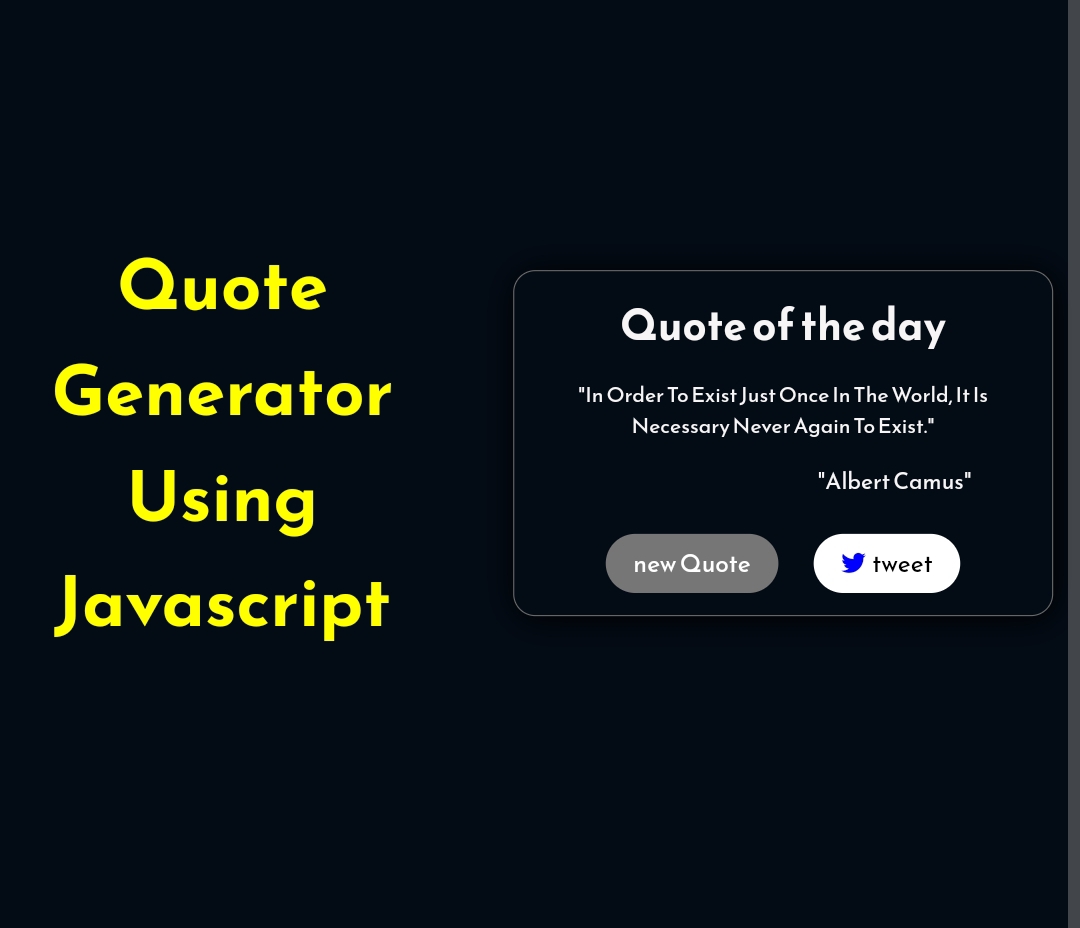 Quote
Generator
Using
Javascript
Quote of the day
"In Order To Exist Just Once In The World, It Is
Necessary Never Again To Exist."
"Albert Camus"
new Quote
tweet